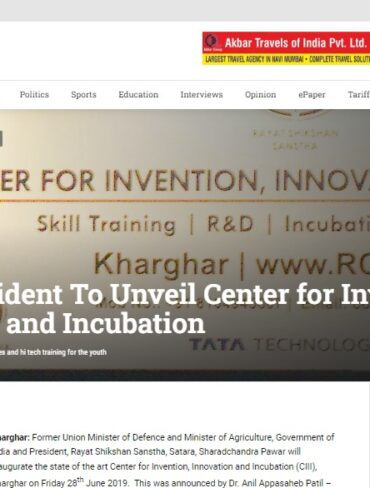 Akbar Travels of India Pvt. Ltd.
LARGEST TRAVEL AGENCY IN NAVI MUMBAI • COMPLETE TRAVEL SOLUT
Politics Sports Education Interviews Opinion ePaper Tariff
RAYAT SHIKSHAN
SANSTHA
ER FOR INVENTION, INNOVA
Skill Training | R&D | Incubati
Kharghar | www.RC
ident To Unveil Center for Inv
and Incubation
TATA TECHNOLOG
es and hi tech training for the youth
harghar: Former Union Minister of Defence and Minister of Agriculture, Government of
dia and President, Rayat Shikshan Sanstha, Satara, Sharadchandra Pawar will
augurate the state of the art Center for Invention, Innovation and Incubation (CIII),
harghar on Friday 28th June 2019. This was announced by Dr. Anil Appasaheb Patil –